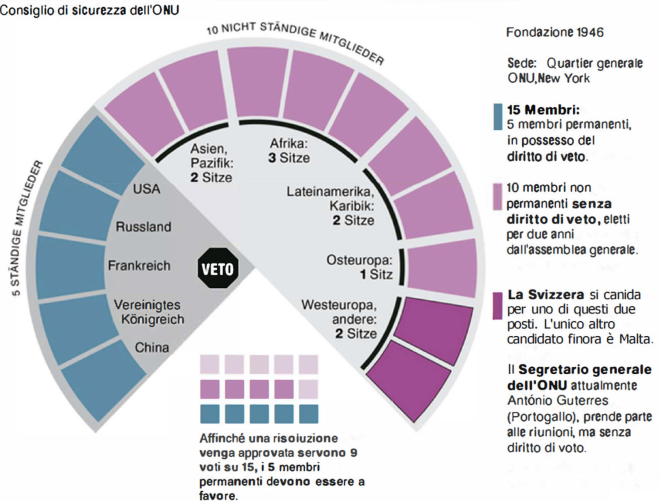 Consiglio di sicurezza dell'ONU
10 NICHT STÄNDIGE MITGLIEDER
5 STÄNDIGE MITGLIEDER
Asien,
Pazifik:
2 Sitze
Afrika:
3 Sitze
Lateinamerika,
Karibik:
2 Sitze
Osteuropa:
1 Sitz
Westeuropa,
andere:
2 Sitze
USA
Russland
Frankreich
Vereinigtes
Königreich
China
VETO
Affinché una risoiuzione
venga approvata servono 9
voti su 15, i 5 membri
permanenti devono essere a
favore.
Fondazione 1946
Sede: Quartier generale
ONU,New York
15 Membri:
5 membri permanenti,
in possesso del
diritto di veto.
10 membri non
permanenti senza
diritto di veto, eletti
per due anni
dall'assemblea generale.
La Svizzera si canida
per uno di questi due
posti. L'unico altro
candidato finora è Malta.
Il Segretario generale
dell'ONU attualmente
António Guterres
(Portogallo), prende parte
alle riunioni, ma senza
diritto di voto.